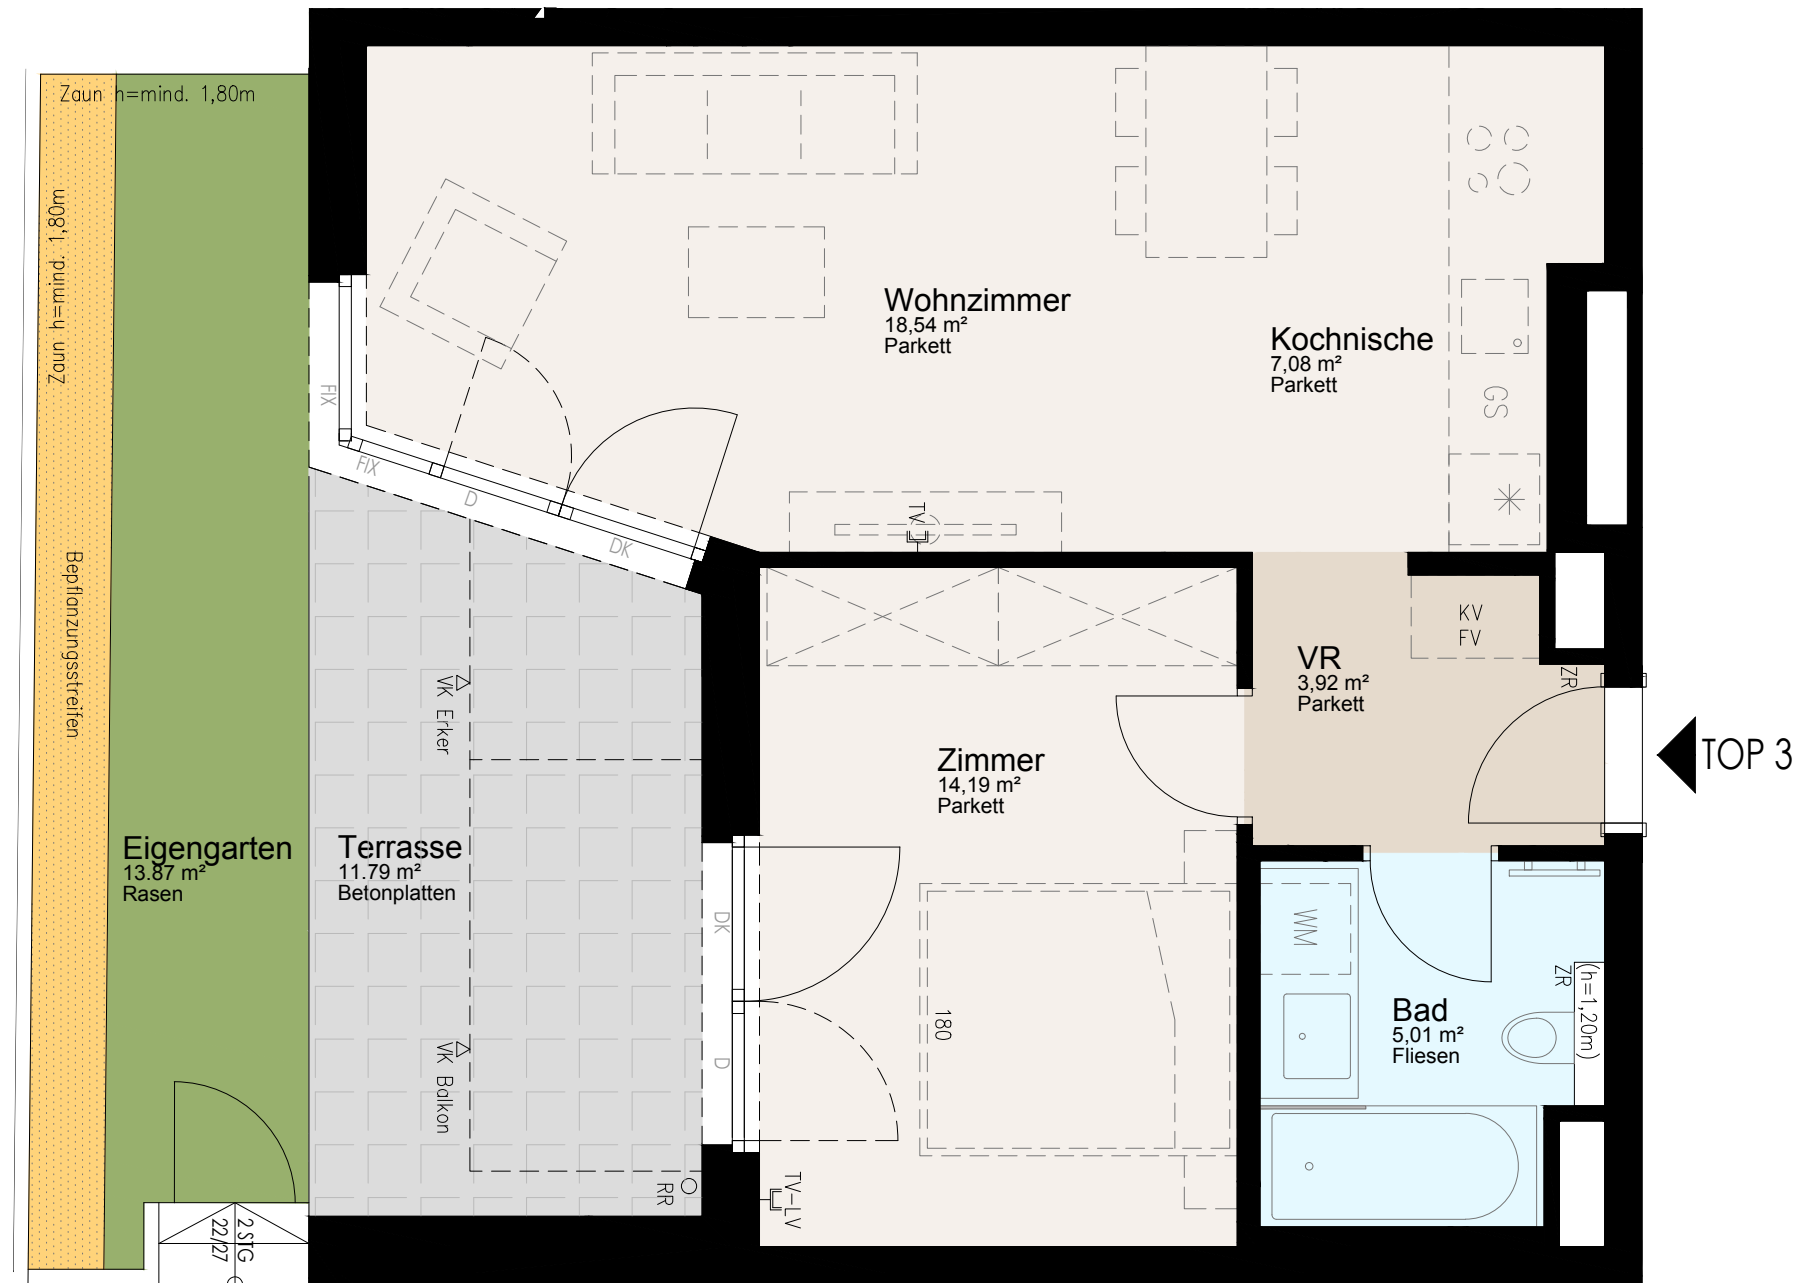 Zaun h=mind. 1,80m
Zaun h=mind. 1,80m
Bepflanzungsstreifen
Eigengarten
13.87 m²
Rasen
Terrasse
11.79 m²
Betonplatten
VK Erker
VK Balkon
RR
2 STG
22/27
FIX
FIX
D
DK
Wohnzimmer
18,54 m²
Parkett
TV
Kochnische
7,08 m²
Parkett
GS
KV
FV
VR
3,92 m²
Parkett
ZR
TOP 3
Zimmer
14,19 m²
Parkett
DK
D
180
TV-LV
WM
Bad
5,01 m²
Fliesen
ZR
(h=1,20m)